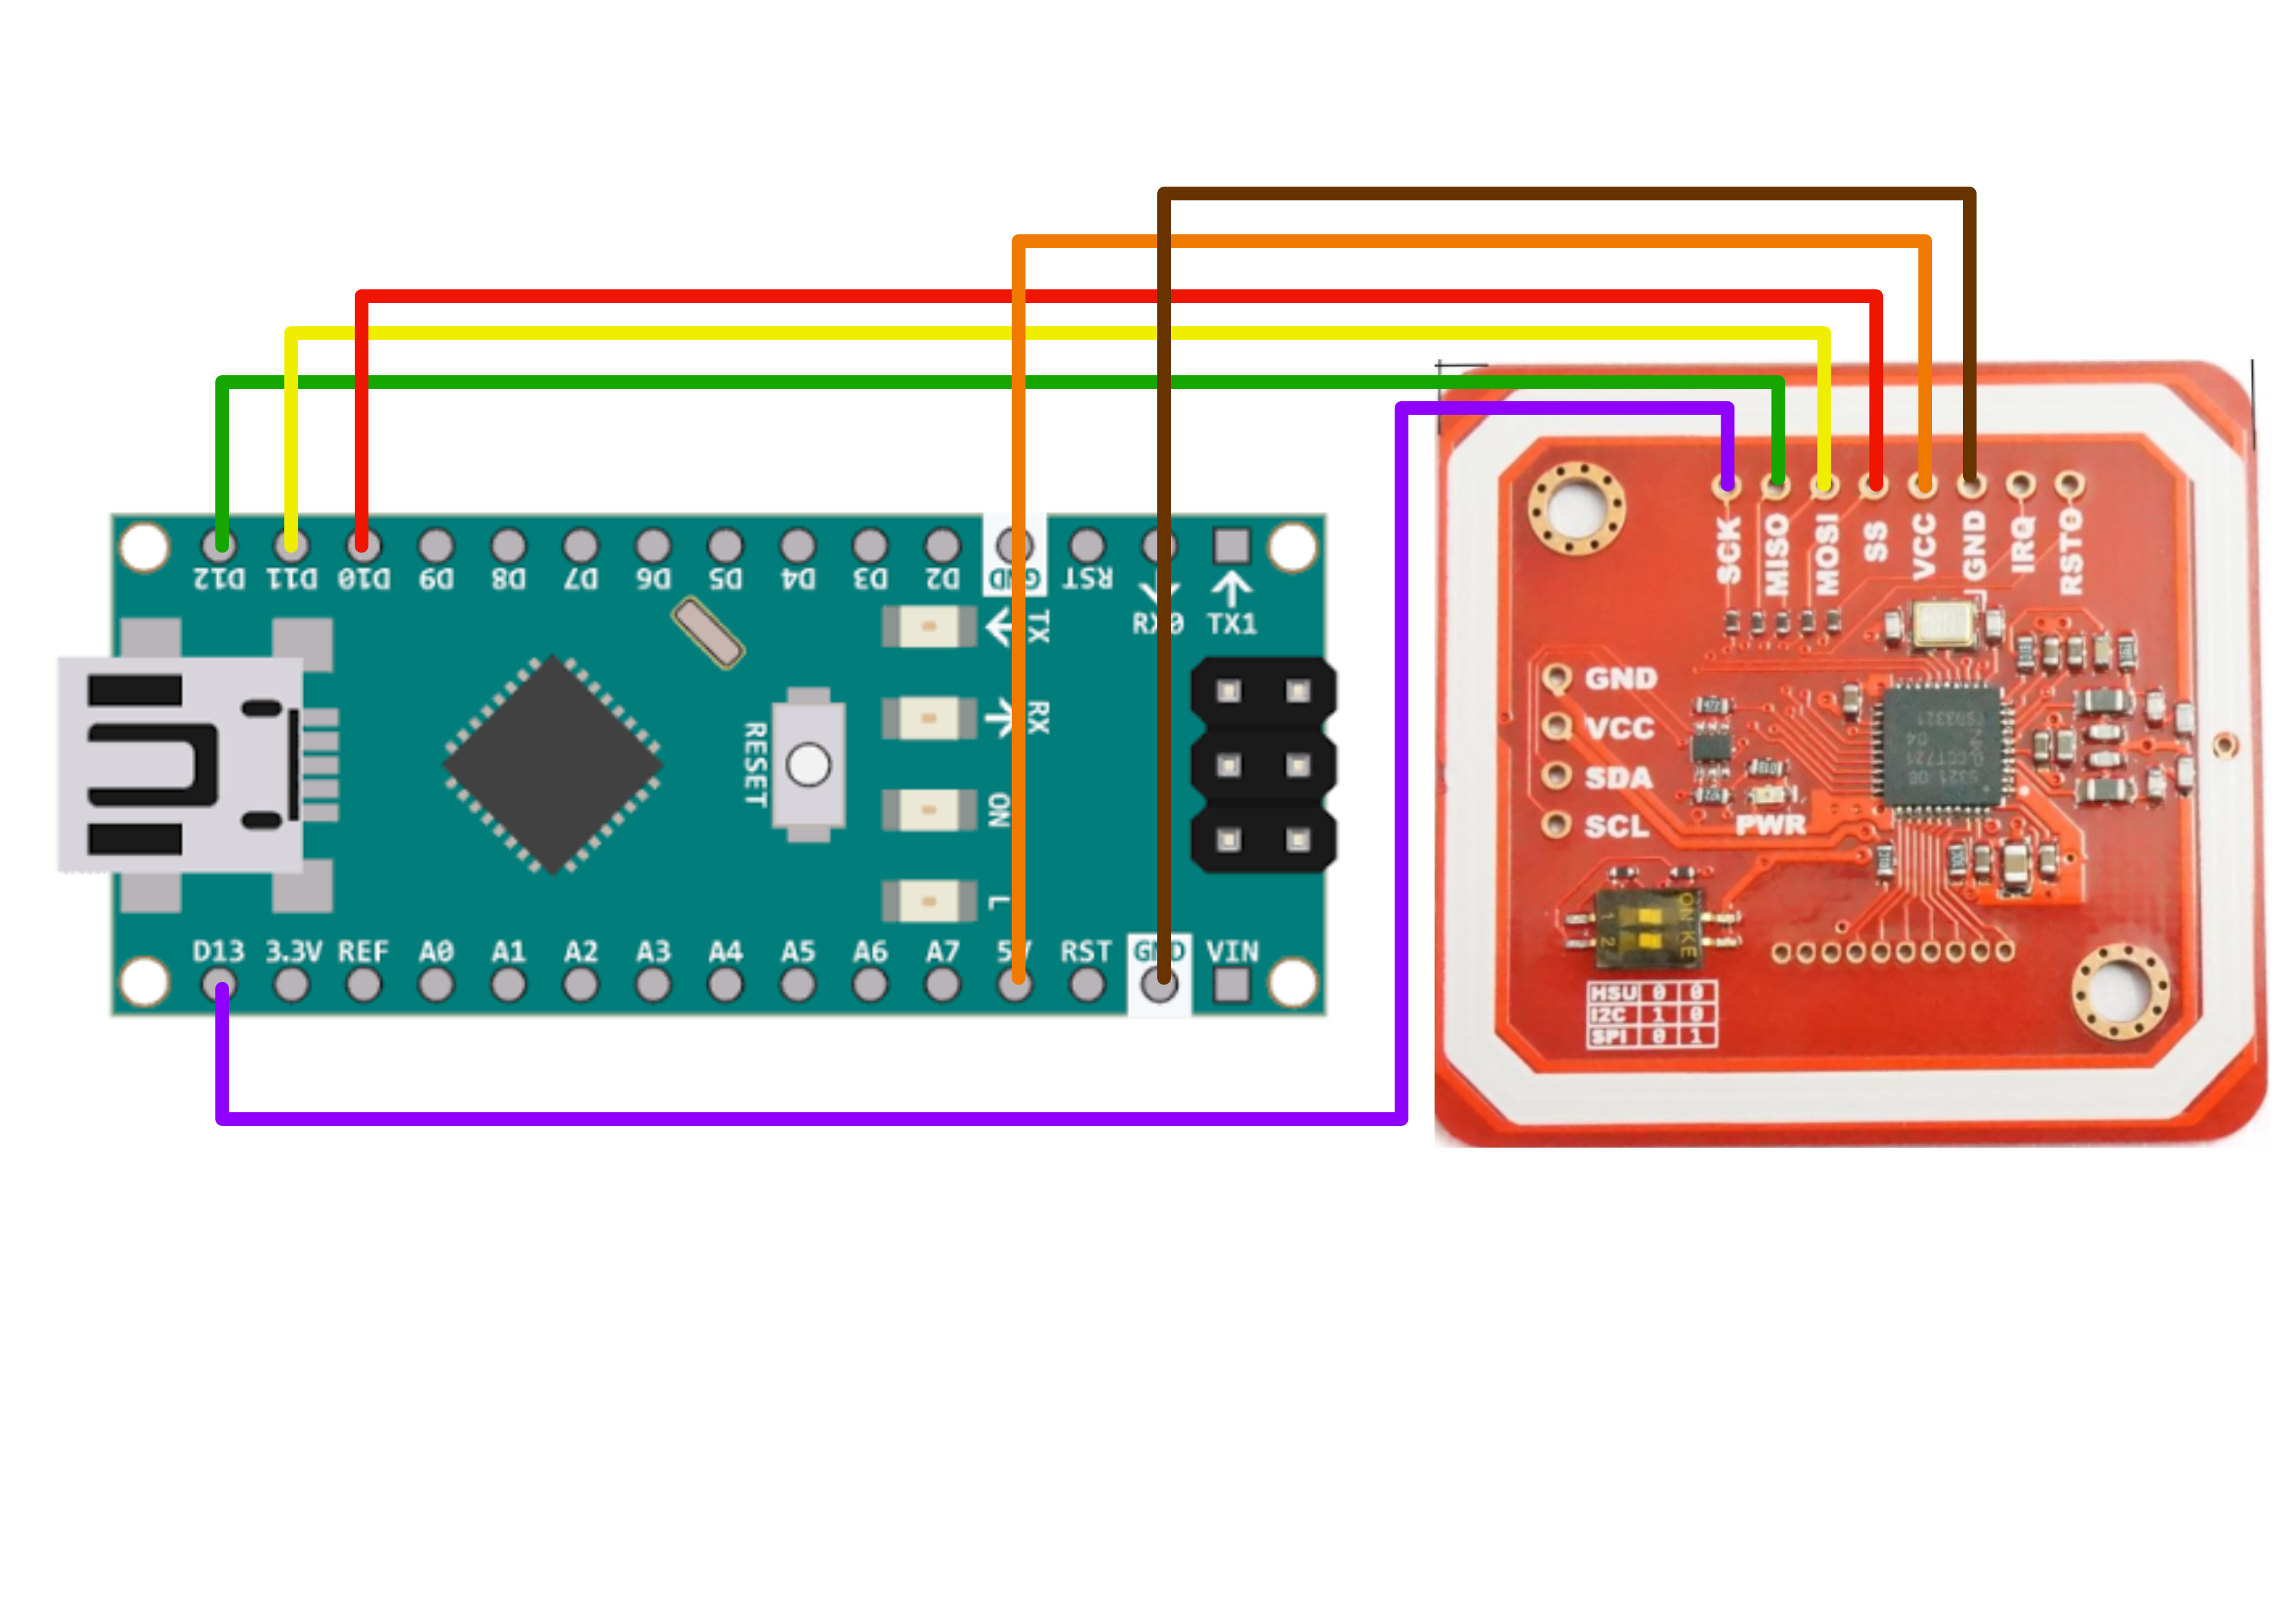 D12 D11 D10 D9 D8 D7 D6 D5 D4 D3 D2 GND RST
RX0 TX1
TX
RX
RESET
ON
L
D13 3.3V REF A0 A1 A2 A3 A4 A5 A6 A7 5V RST GND VIN
SCK MISO MOSI SS VCC GND IRQ RSTO
GND
VCC
SDA
SCL
PWR
ON KE
1
2
HSU 0 0
I2C 1 0
SPI 0 1